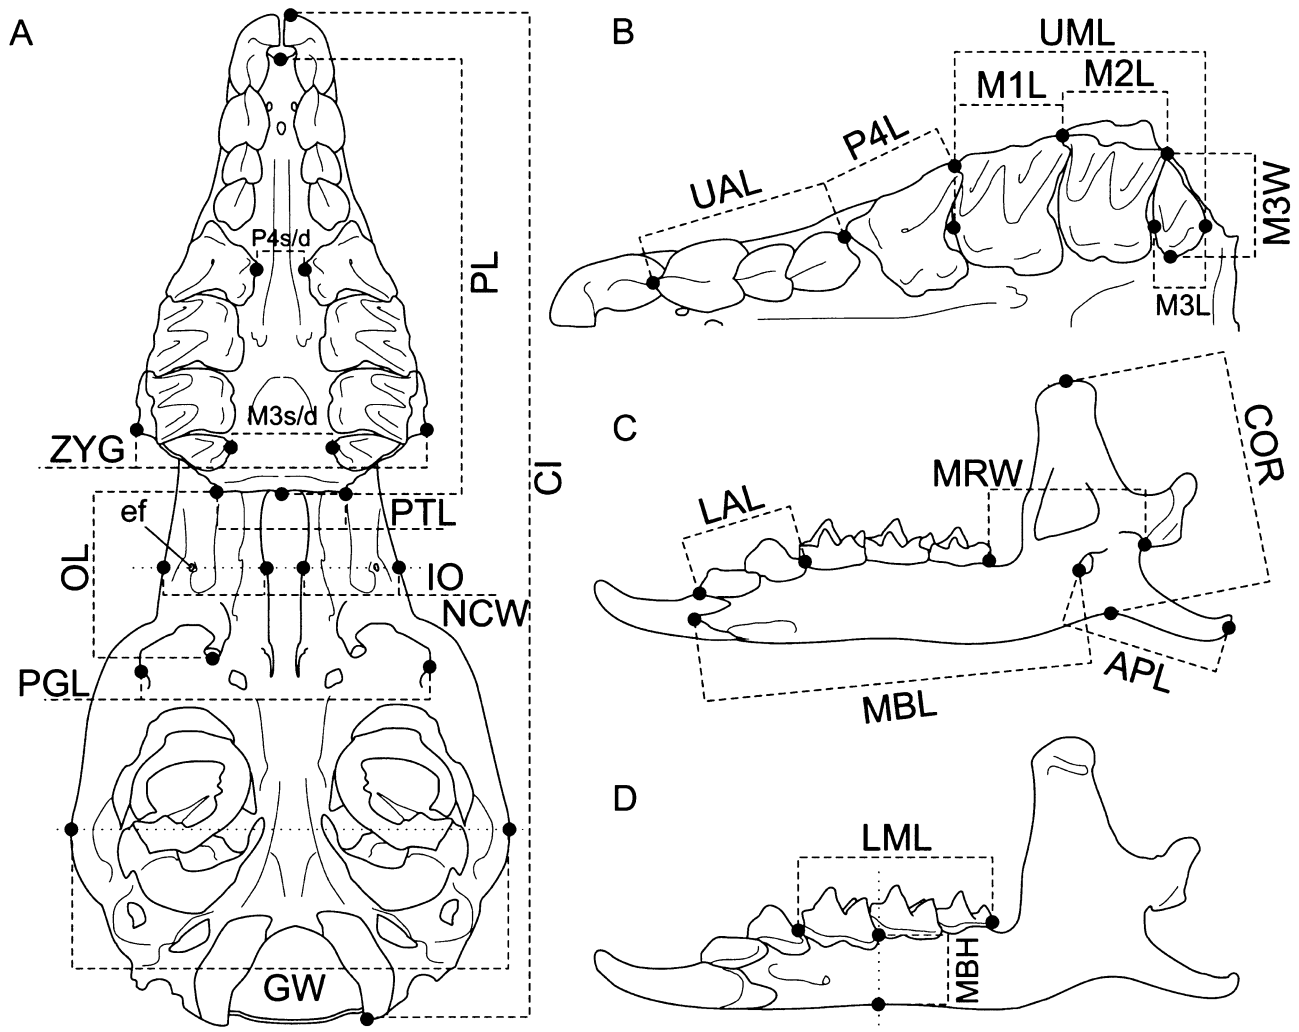 A
P4s/d
PL
M3s/d
ZYG
CI
ef
PTL
OL
IO
NCW
PGL
GW
B
UML
M1L
M2L
P4L
UAL
M3W
M3L
C
COR
MRW
LAL
APL
MBL
D
LML
MBH